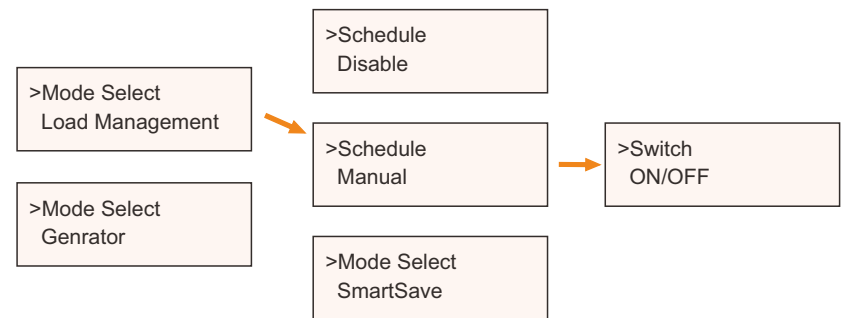 >Mode Select
Load Management
>Mode Select
Genrator
>Schedule
Disable
>Schedule
Manual
>Mode Select
SmartSave
>Switch
ON/OFF